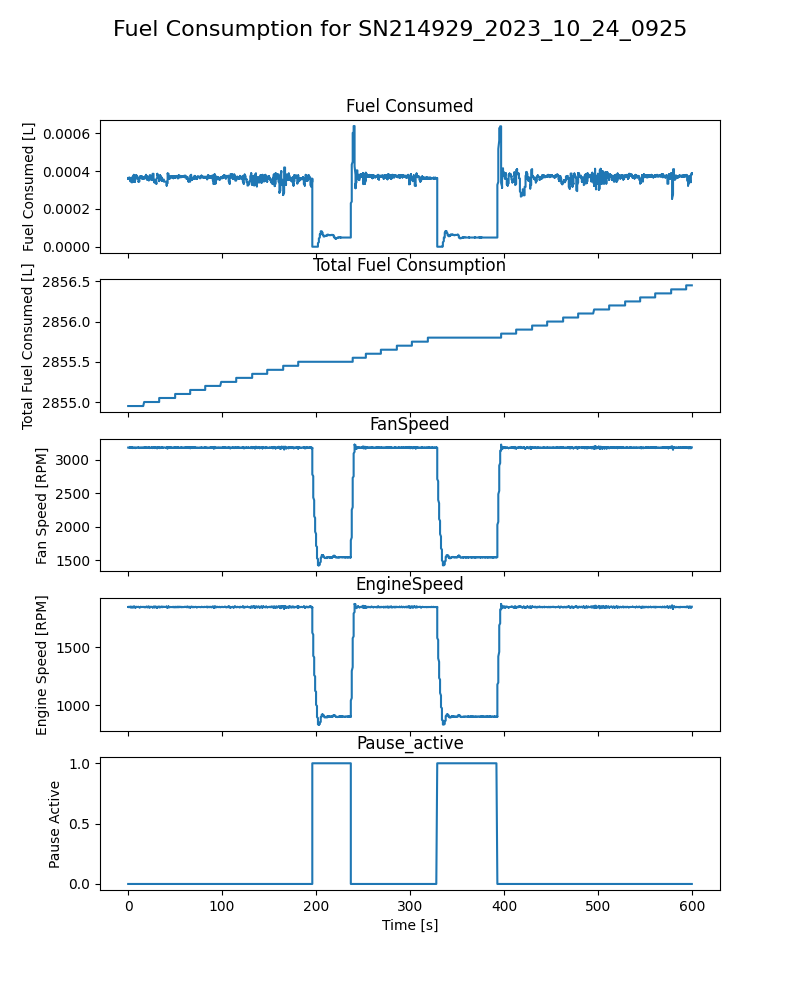 Fuel Consumption for SN214929_2023_10_24_0925
Fuel Consumed
Fuel Consumed [L]
0.0006
0.0004
0.0002
0.0000
Total Fuel Consumption
Total Fuel Consumed [L]
2856.5
2856.0
2855.5
2855.0
FanSpeed
Fan Speed [RPM]
3000
2500
2000
1500
EngineSpeed
Engine Speed [RPM]
1500
1000
Pause_active
Pause Active
1.0
0.5
0.0
0 100 200 300 400 500 600
Time [s]